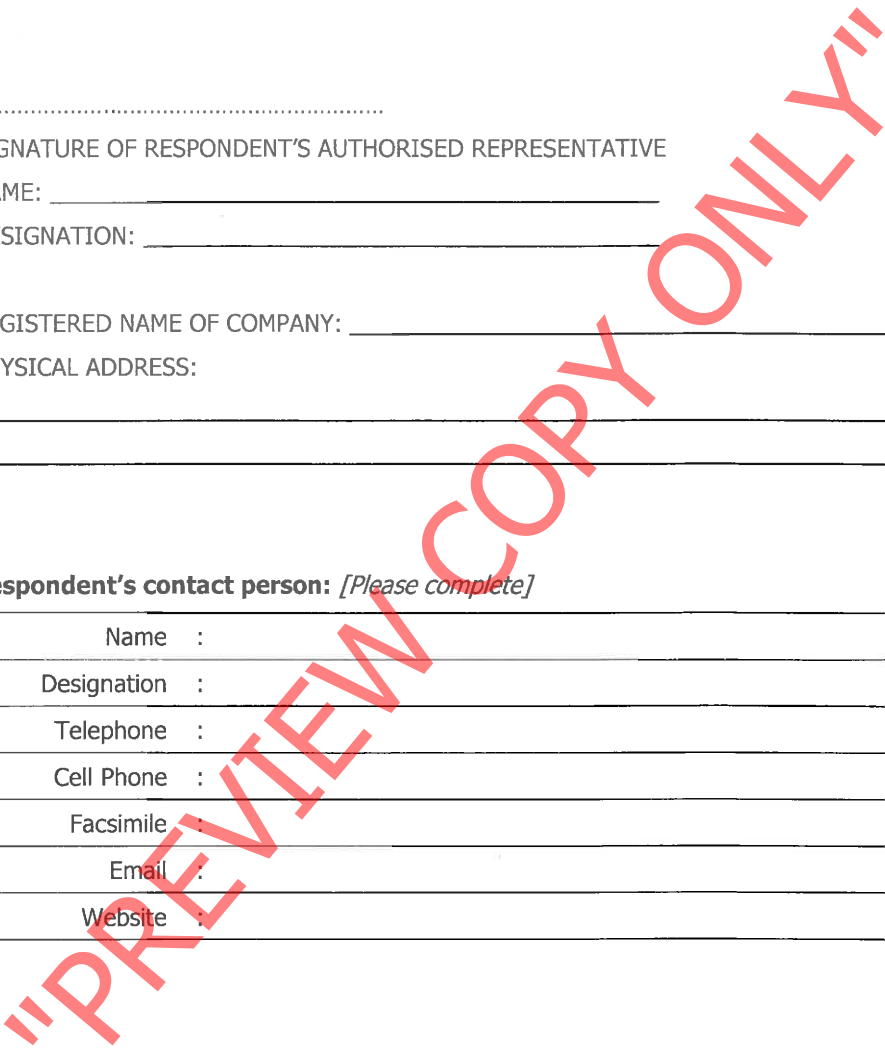 GNATURE OF RESPONDENT'S AUTHORISED REPRESENTATIVE
AME:
SIGNATION:
GISTERED NAME OF COMPANY:
YSICAL ADDRESS:
espondent's contact person: [Please complete]
Name :
Designation :
Telephone :
Cell Phone :
Facsimile :
Email :
Website :
"PREVIEW COPY ONLY"